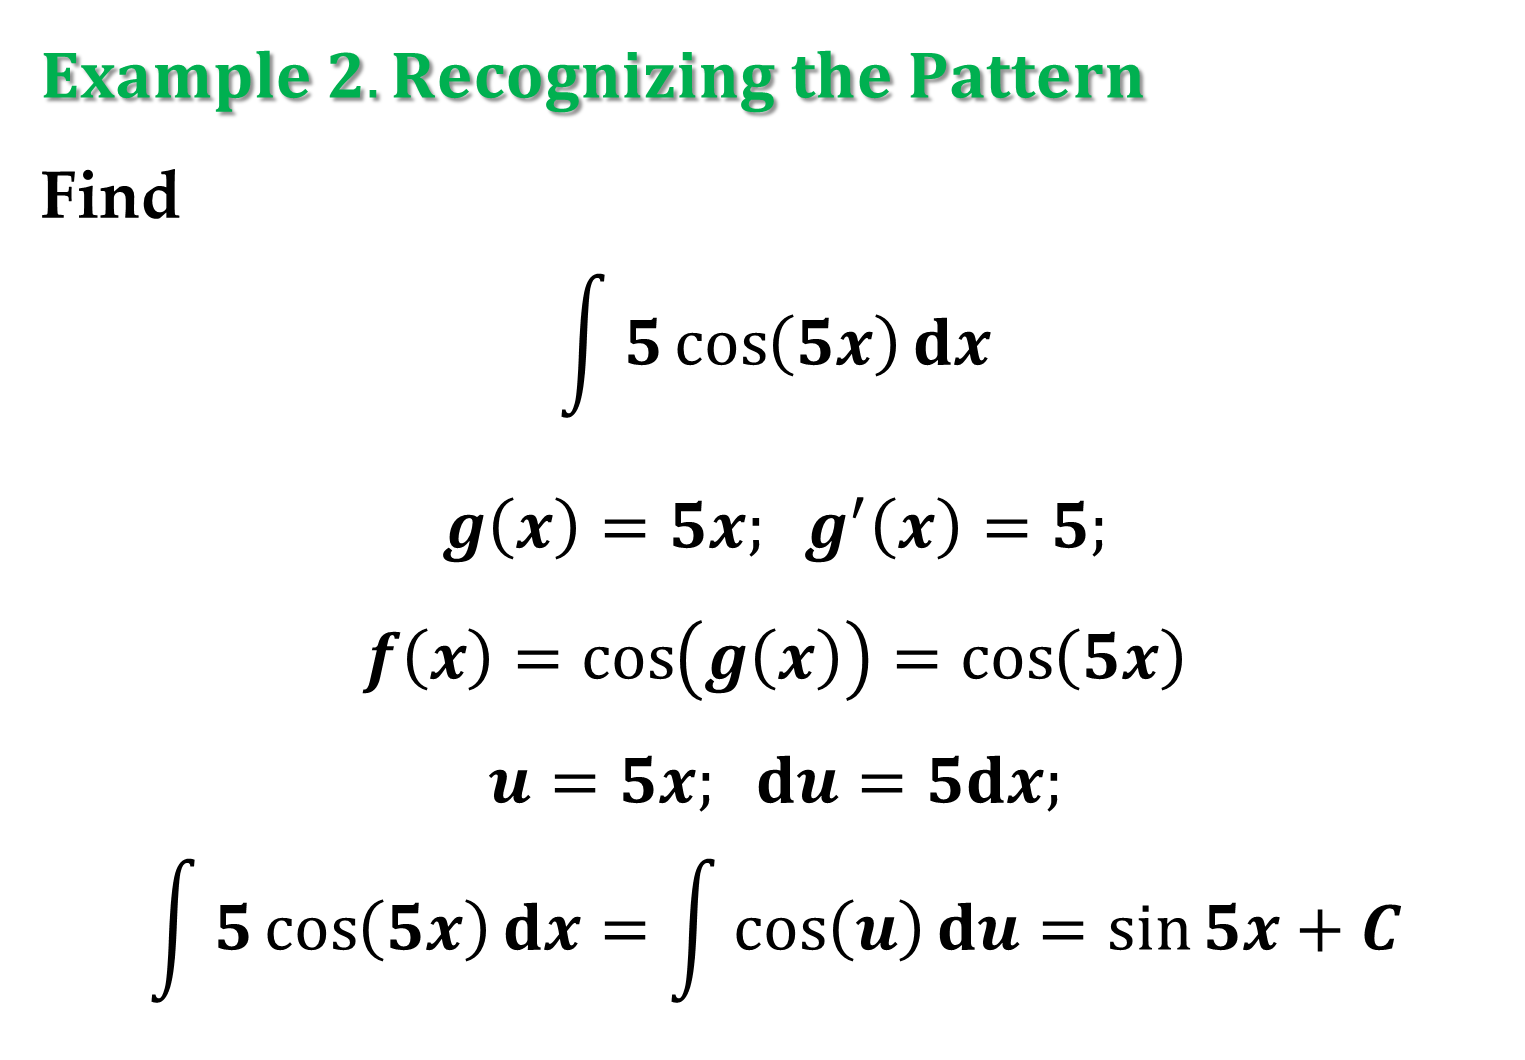 Example 2. Recognizing the Pattern
Find
∫ 5 cos(5x) dx
g(x) = 5x; g′(x) = 5;
f(x) = cos(g(x)) = cos(5x)
u = 5x; du = 5dx;
∫ 5 cos(5x) dx = ∫ cos(u) du = sin 5x + C